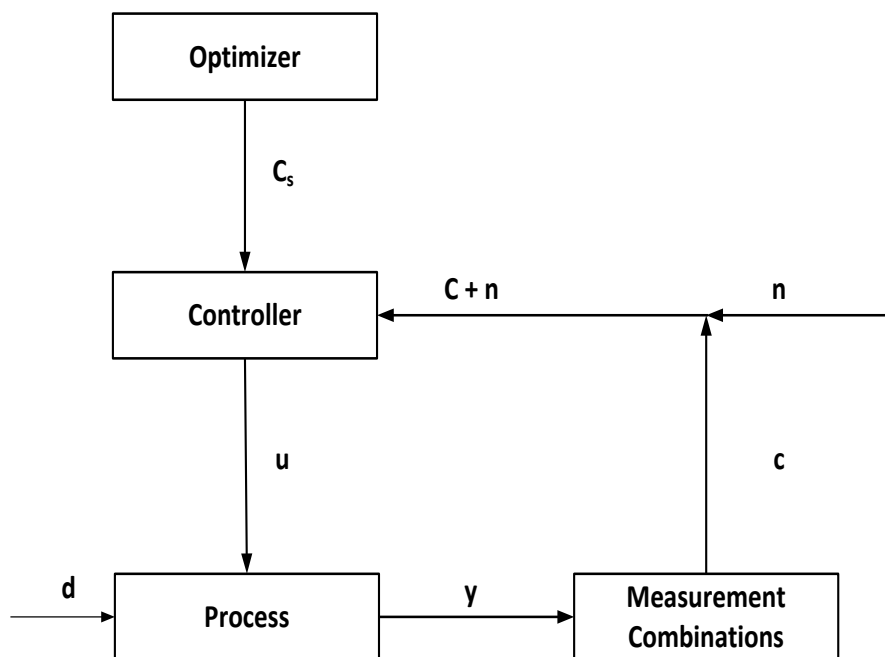 Optimizer
Cs
Controller
C + n
n
u
c
d
Process
y
Measurement
Combinations